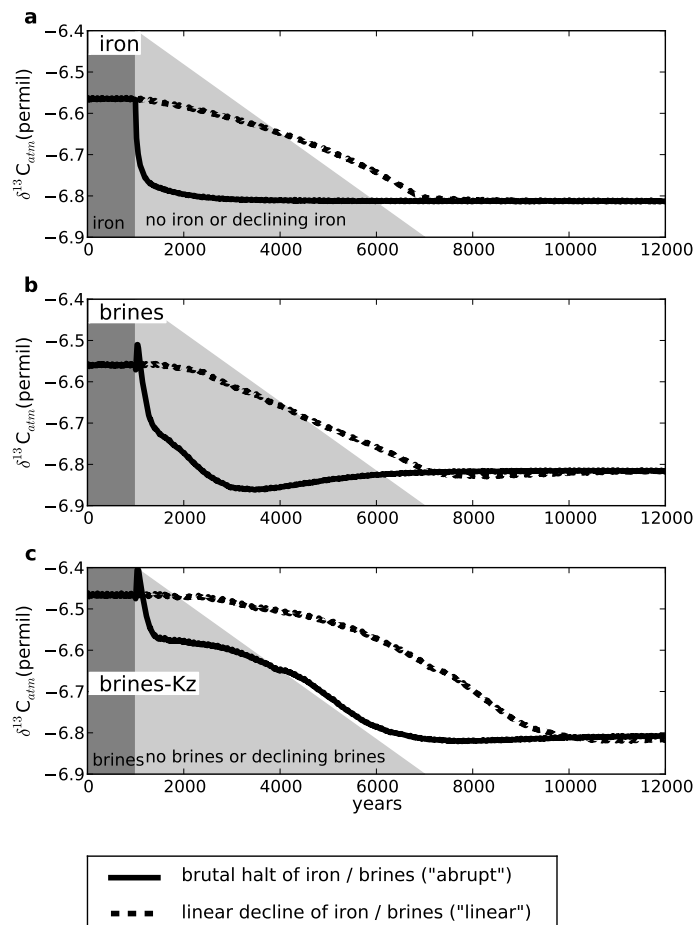 a
−6.4
iron
−6.5
−6.6
−6.7
−6.8
−6.9
δ¹³C_atm(permil)
iron
no iron or declining iron
0 2000 4000 6000 8000 10000 12000
b
−6.4
brines
−6.5
−6.6
−6.7
−6.8
−6.9
δ¹³C_atm(permil)
0 2000 4000 6000 8000 10000 12000
c
−6.4
−6.5
−6.6
−6.7
−6.8
−6.9
δ¹³C_atm(permil)
brines-Kz
brines
no brines or declining brines
0 2000 4000 6000 8000 10000 12000
years
brutal halt of iron / brines ("abrupt")
linear decline of iron / brines ("linear")